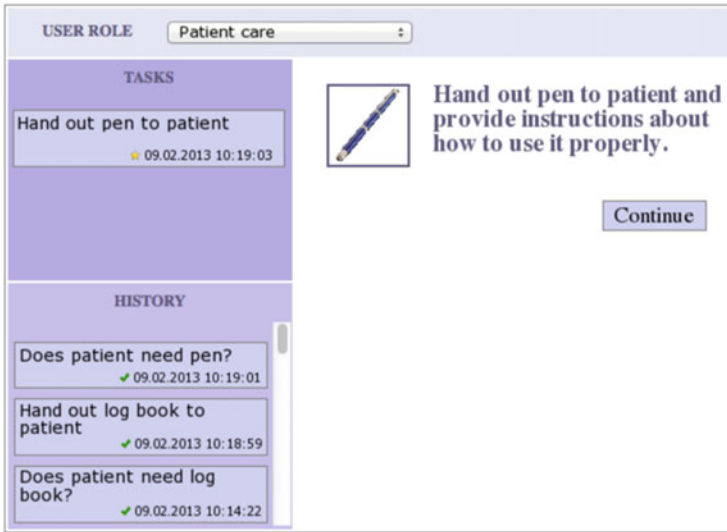 USER ROLE Patient care
TASKS
Hand out pen to patient
09.02.2013 10:19:03
Hand out pen to patient and
provide instructions about
how to use it properly.
Continue
HISTORY
Does patient need pen?
09.02.2013 10:19:01
Hand out log book to
patient
09.02.2013 10:18:59
Does patient need log
book?
09.02.2013 10:14:22